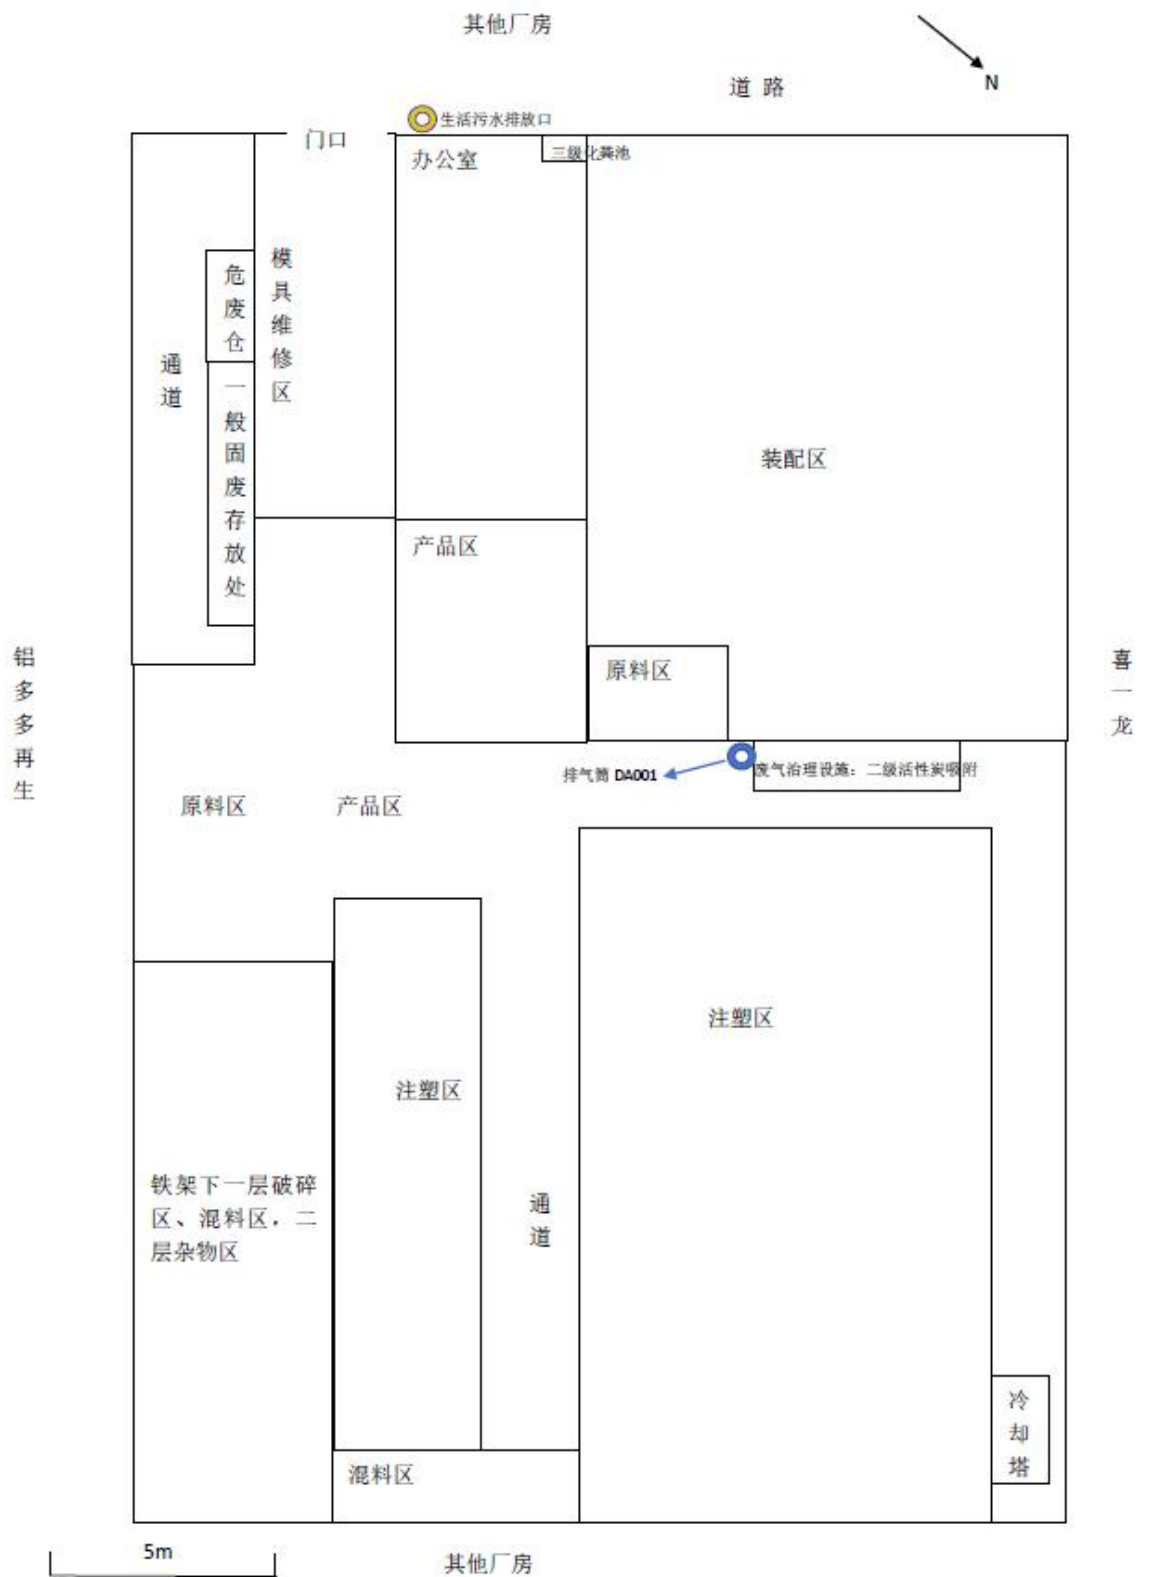 其他厂房
N
道 路
生活污水排放口
门口
办公室
三级化粪池
模具维修区
危废仓
通道
一般固废存放处
装配区
产品区
铝多多再生
原料区
喜一龙
排气筒 DA001
废气治理设施：二级活性炭吸附
原料区
产品区
注塑区
注塑区
铁架下一层破碎
区、混料区，二
层杂物区
通道
冷却塔
混料区
5m
其他厂房